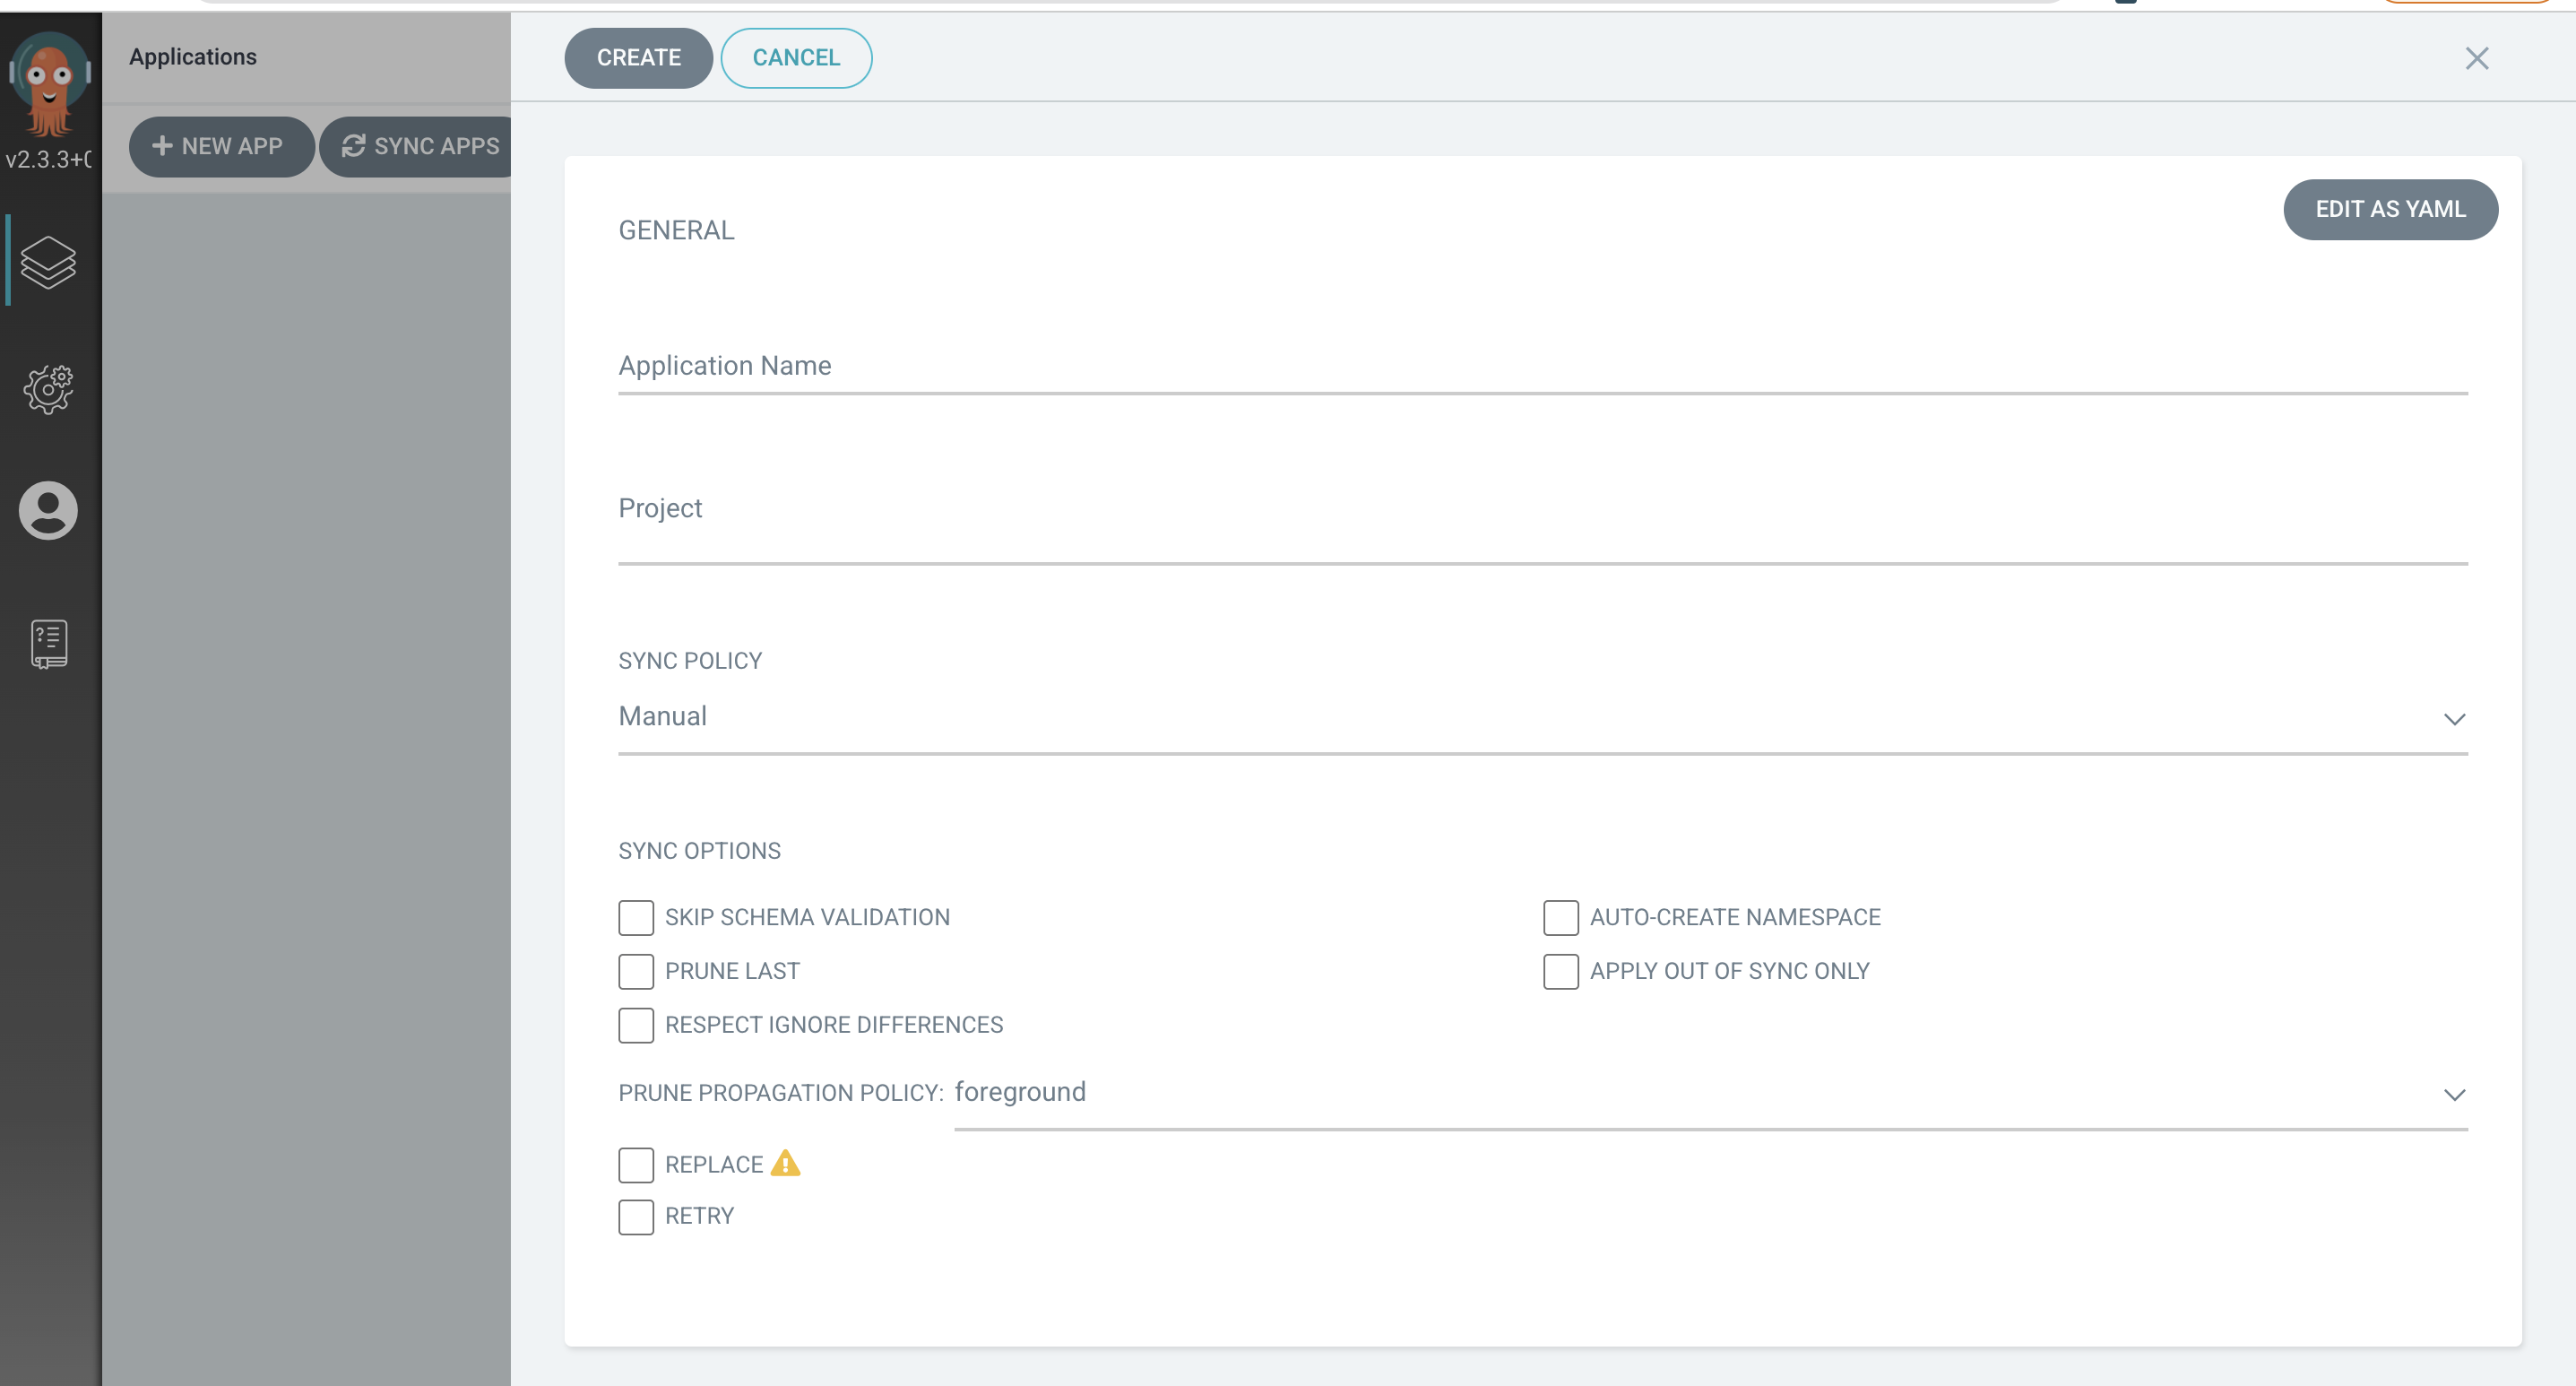 v2.3.3+0
Applications
NEW APP
SYNC APPS
CREATE
CANCEL
EDIT AS YAML
GENERAL
Application Name
Project
SYNC POLICY
Manual
SYNC OPTIONS
SKIP SCHEMA VALIDATION
AUTO-CREATE NAMESPACE
PRUNE LAST
APPLY OUT OF SYNC ONLY
RESPECT IGNORE DIFFERENCES
PRUNE PROPAGATION POLICY: foreground
REPLACE
RETRY